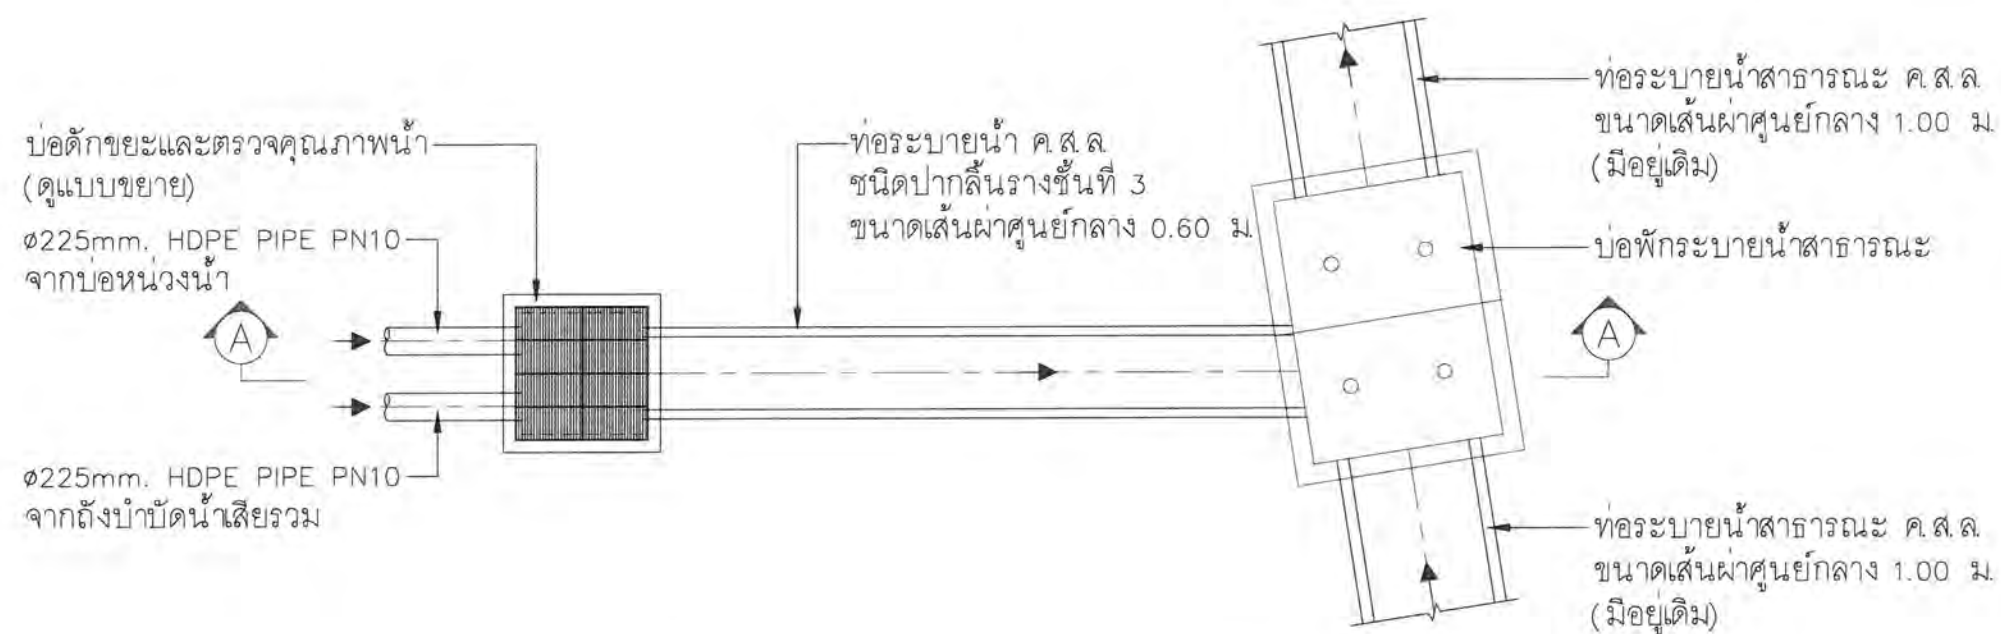 บ่อดักขยะและตรวจคุณภาพน้ำ
(ดูแบบขยาย)
ø225mm. HDPE PIPE PN10
จากบ่อหน่วงน้ำ
A
ø225mm. HDPE PIPE PN10
จากถังบำบัดน้ำเสียรวม
ท่อระบายน้ำ ค.ส.ล.
ชนิดปากลิ้นรางชั้นที่ 3
ขนาดเส้นผ่าศูนย์กลาง 0.60 ม.
ท่อระบายน้ำสาธารณะ ค.ส.ล.
ขนาดเส้นผ่าศูนย์กลาง 1.00 ม.
(มีอยู่เดิม)
บ่อพักระบายน้ำสาธารณะ
A
ท่อระบายน้ำสาธารณะ ค.ส.ล.
ขนาดเส้นผ่าศูนย์กลาง 1.00 ม.
(มีอยู่เดิม)